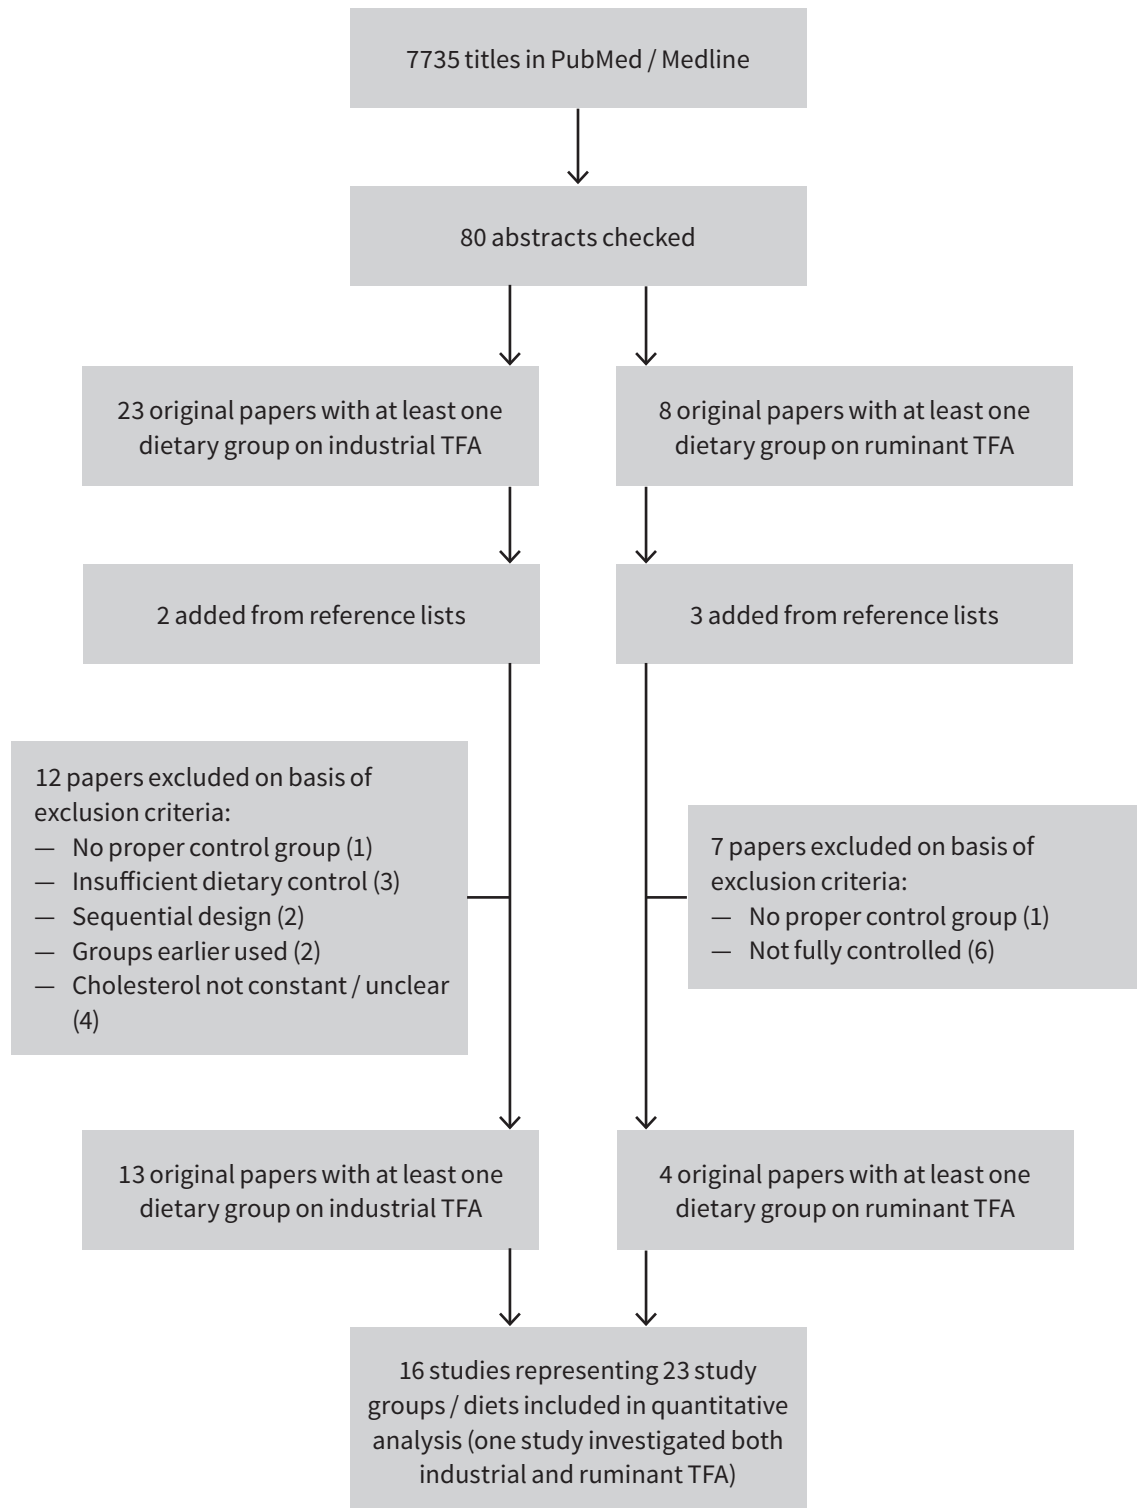 7735 titles in PubMed / Medline
80 abstracts checked
23 original papers with at least one
dietary group on industrial TFA
8 original papers with at least one
dietary group on ruminant TFA
2 added from reference lists
3 added from reference lists
12 papers excluded on basis of
exclusion criteria:
— No proper control group (1)
— Insufficient dietary control (3)
— Sequential design (2)
— Groups earlier used (2)
— Cholesterol not constant / unclear
(4)
7 papers excluded on basis of
exclusion criteria:
— No proper control group (1)
— Not fully controlled (6)
13 original papers with at least one
dietary group on industrial TFA
4 original papers with at least one
dietary group on ruminant TFA
16 studies representing 23 study
groups / diets included in quantitative
analysis (one study investigated both
industrial and ruminant TFA)